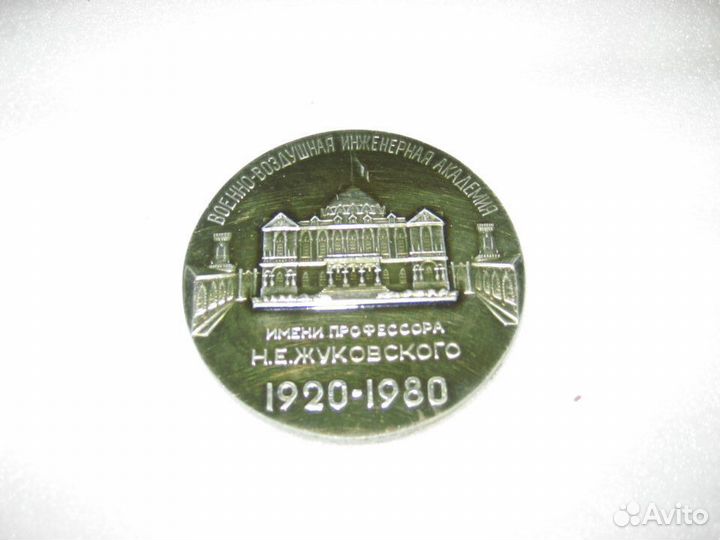 ВОЕННО-ВОЗДУШНАЯ ИНЖЕНЕРНАЯ АКАДЕМИЯ
ИМЕНИ ПРОФЕССОРА
Н.Е.ЖУКОВСКОГО
1920•1980
Avito